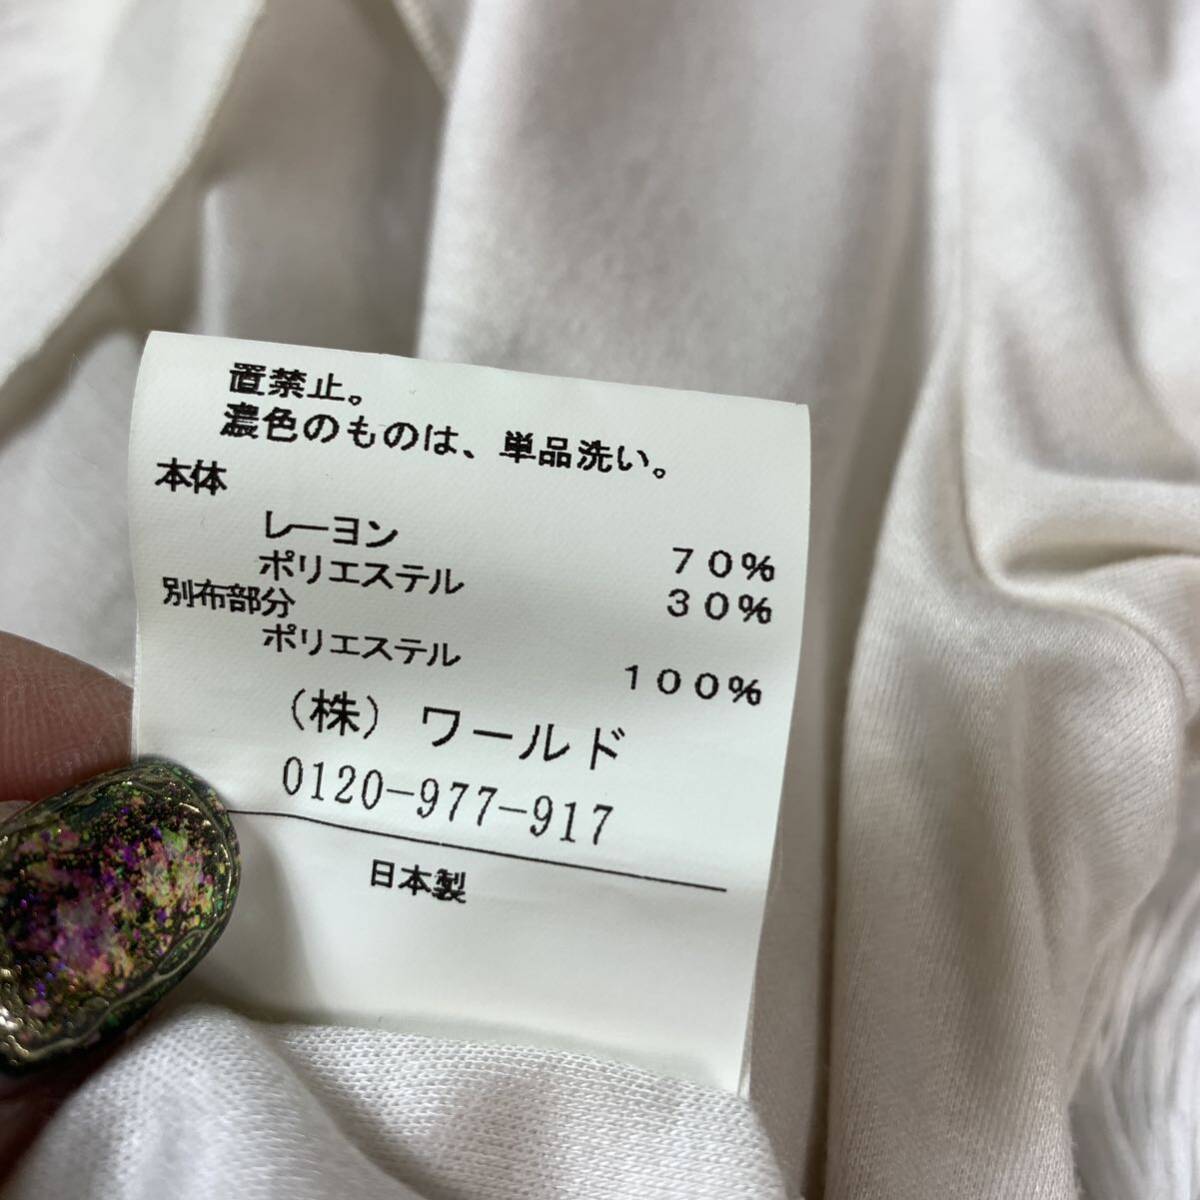 置禁止。
濃色のものは、単品洗い。
本体
レーヨン ７０％
ポリエステル ３０％
別布部分
ポリエステル １００％
（株）ワールド
0120-977-917
日本製